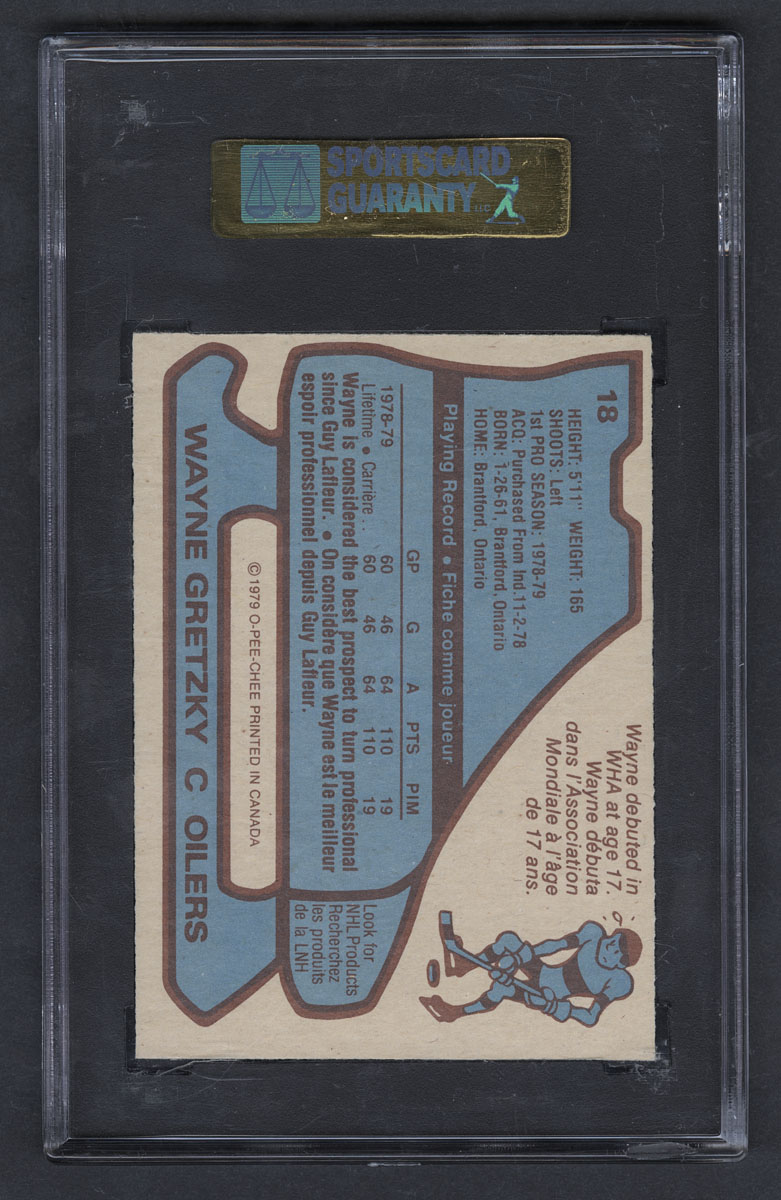 SPORTSCARD
GUARANTY LLC
18
HEIGHT: 5'11" WEIGHT: 165
SHOOTS: Left
1st PRO SEASON: 1978-79
ACQ: Purchased From Ind. 11-2-78
BORN: 1-26-61, Brantford, Ontario
HOME: Brantford, Ontario
Wayne debuted in
WHA at age 17.
Wayne débuta
dans l'Association
Mondiale à l'âge
de 17 ans.
Playing Record • Fiche comme joueur
GP G A PTS PIM
1978-79 60 46 64 110 19
Lifetime • Carrière . . 60 46 64 110 19
Wayne is considered the best prospect to turn professional
since Guy Lafleur. • On considère que Wayne est le meilleur
espoir professionnel depuis Guy Lafleur.
Look for
NHL Products
Recherchez
les produits
de la LNH
©1979 O-PEE-CHEE PRINTED IN CANADA
WAYNE GRETZKY C OILERS